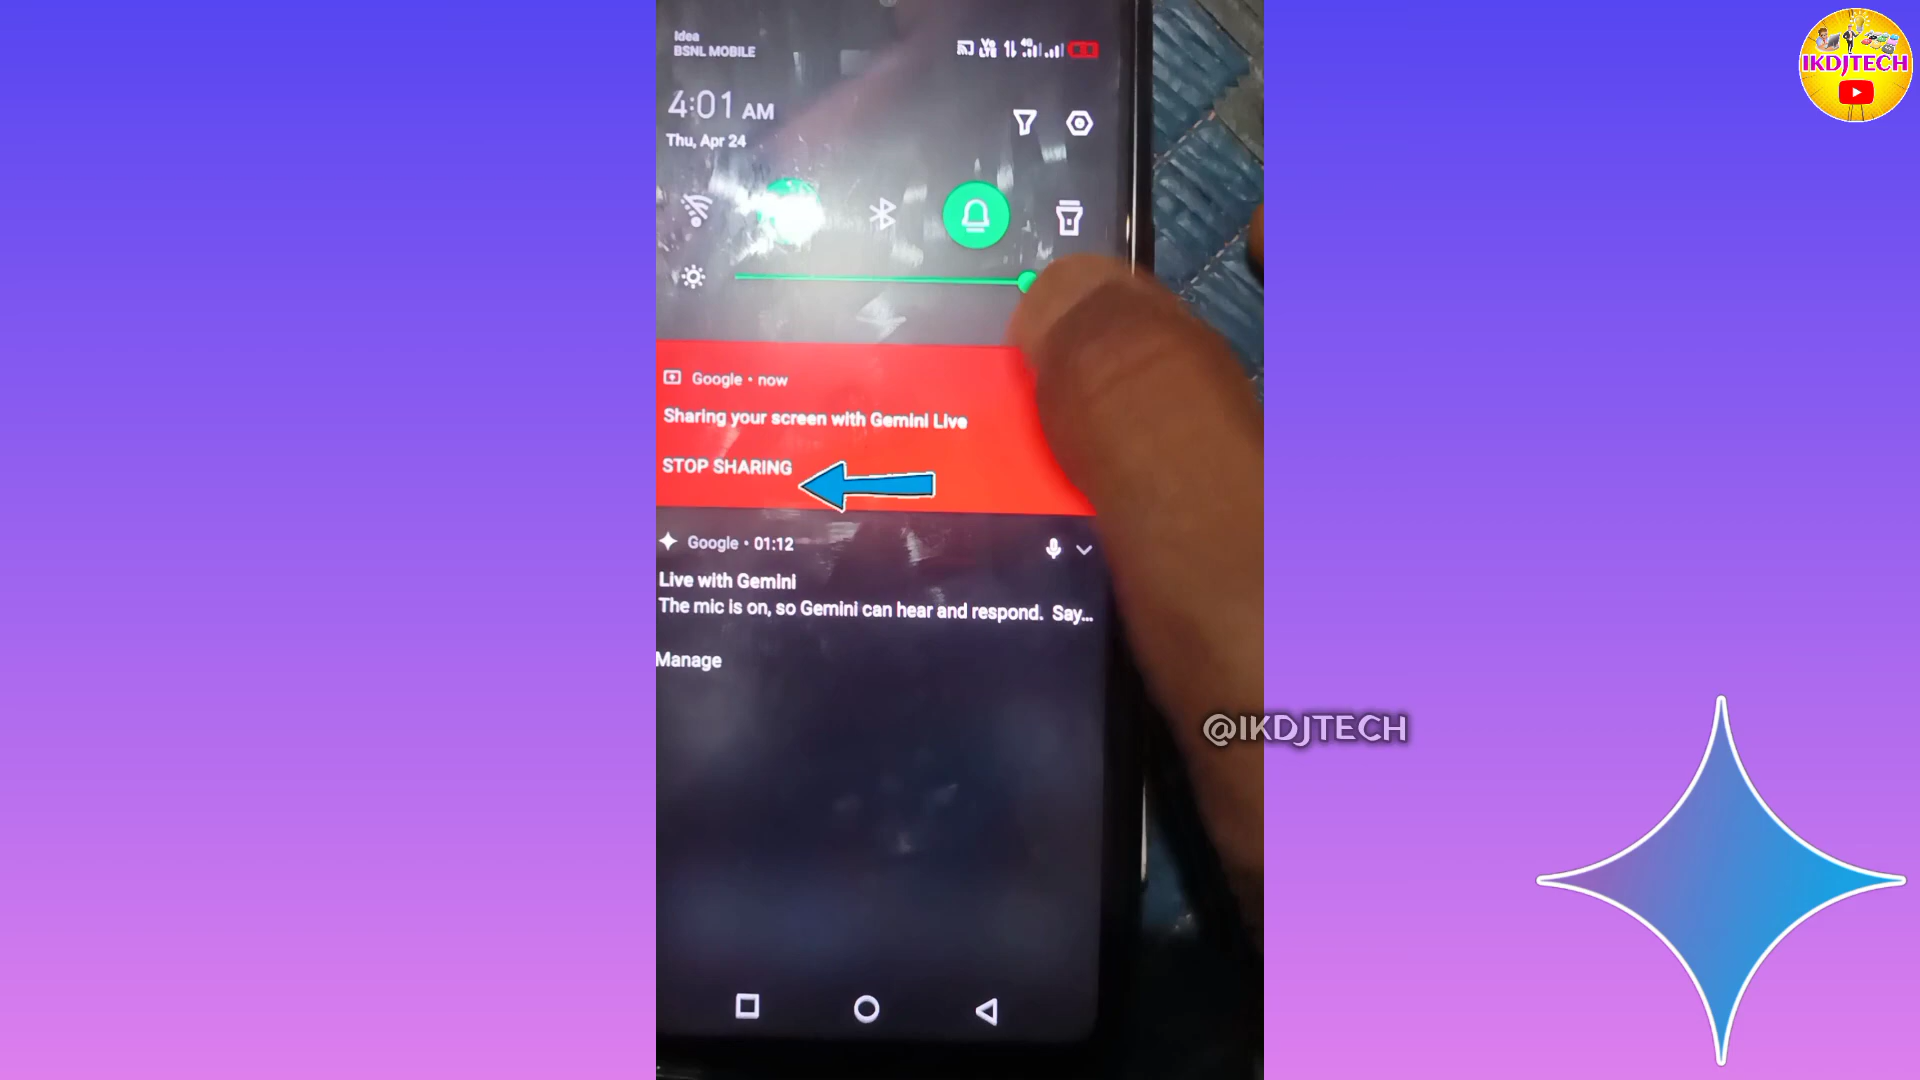 Idea
BSNL MOBILE
4:01 AM
Thu, Apr 24
Google • now
Sharing your screen with Gemini Live
STOP SHARING
Google • 01:12
Live with Gemini
The mic is on, so Gemini can hear and respond. Say...
Manage
IKDJTECH
@IKDJTECH